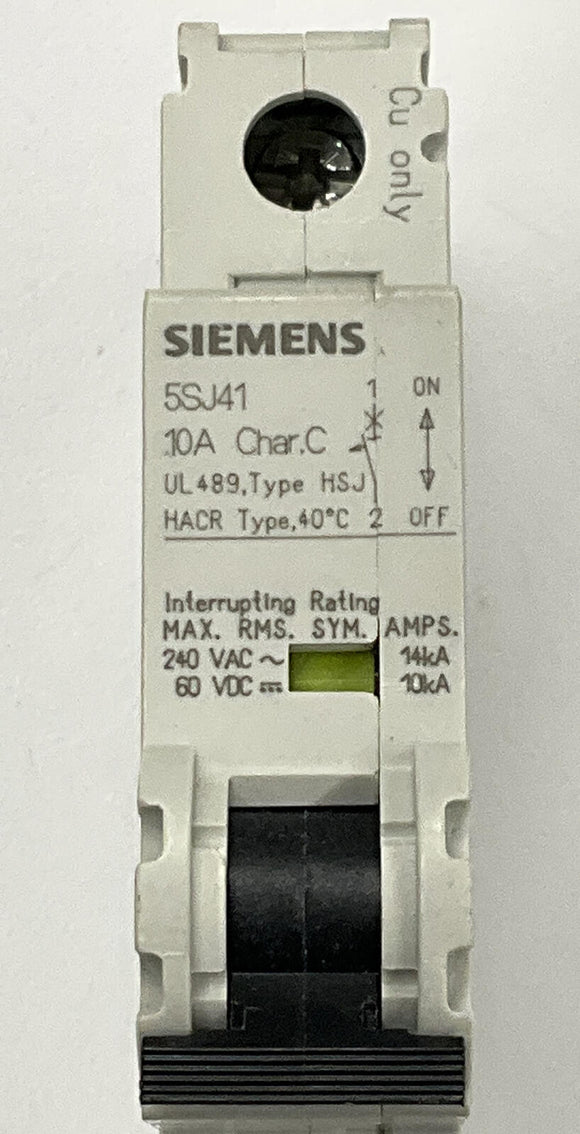 Cu only
SIEMENS
5SJ41 1 ON
10A Char.C
UL489,Type HSJ
HACR Type,40°C 2 OFF
Interrupting Rating
MAX. RMS. SYM. AMPS.
240 VAC ~ 14kA
60 VDC ⎓ 10kA